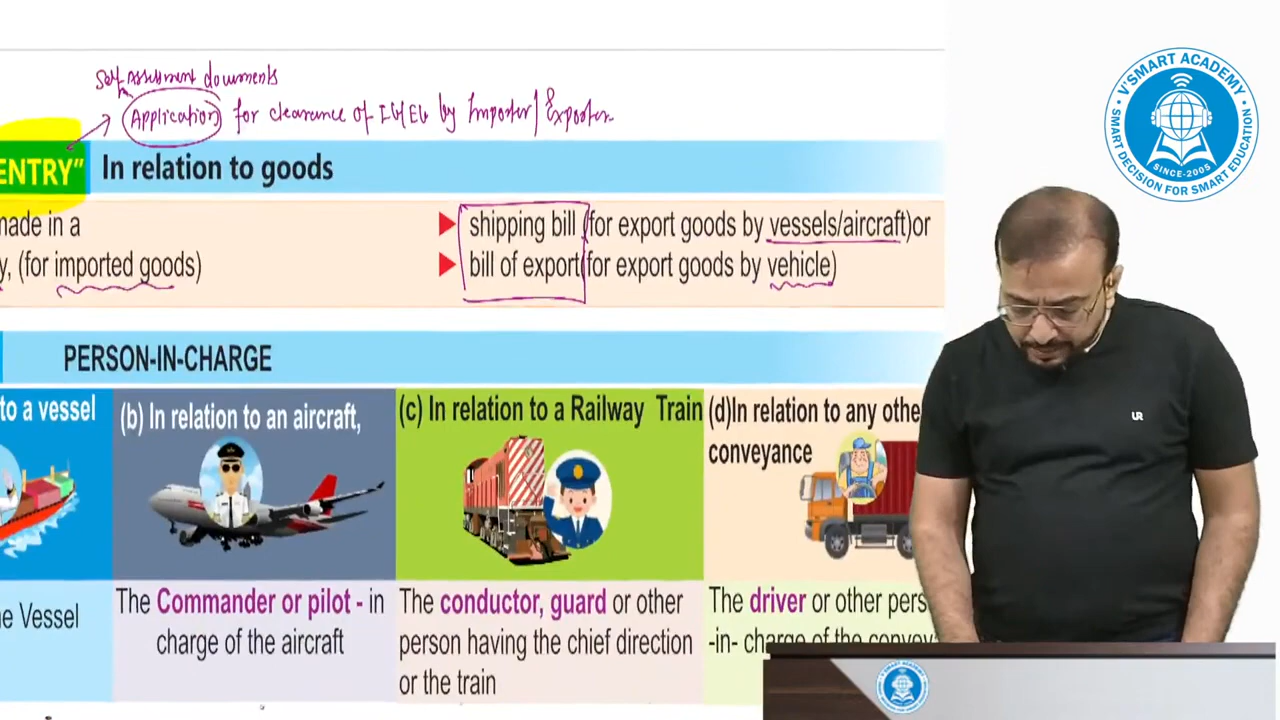 Self Assessment documents
Application for clearance of IG/EG by Importer/Exporter
ENTRY” In relation to goods
made in a
(for imported goods)
shipping bill (for export goods by vessels/aircraft)or
bill of export(for export goods by vehicle)
PERSON-IN-CHARGE
to a vessel
(b) In relation to an aircraft,
(c) In relation to a Railway Train
(d)In relation to any othe
conveyance
Vessel
The Commander or pilot - in
charge of the aircraft
The conductor, guard or other
person having the chief direction
or the train
The driver or other pers
-in- charge of the convey
V'SMART ACADEMY
SINCE-2005
SMART DECISION FOR SMART EDUCATION
UR
V'SMART ACADEMY